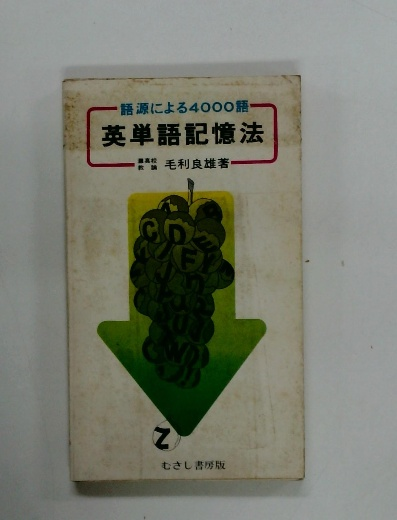 語源による4000語
英単語記憶法
毛利良雄著
C D E
F
Z
むさし書房版